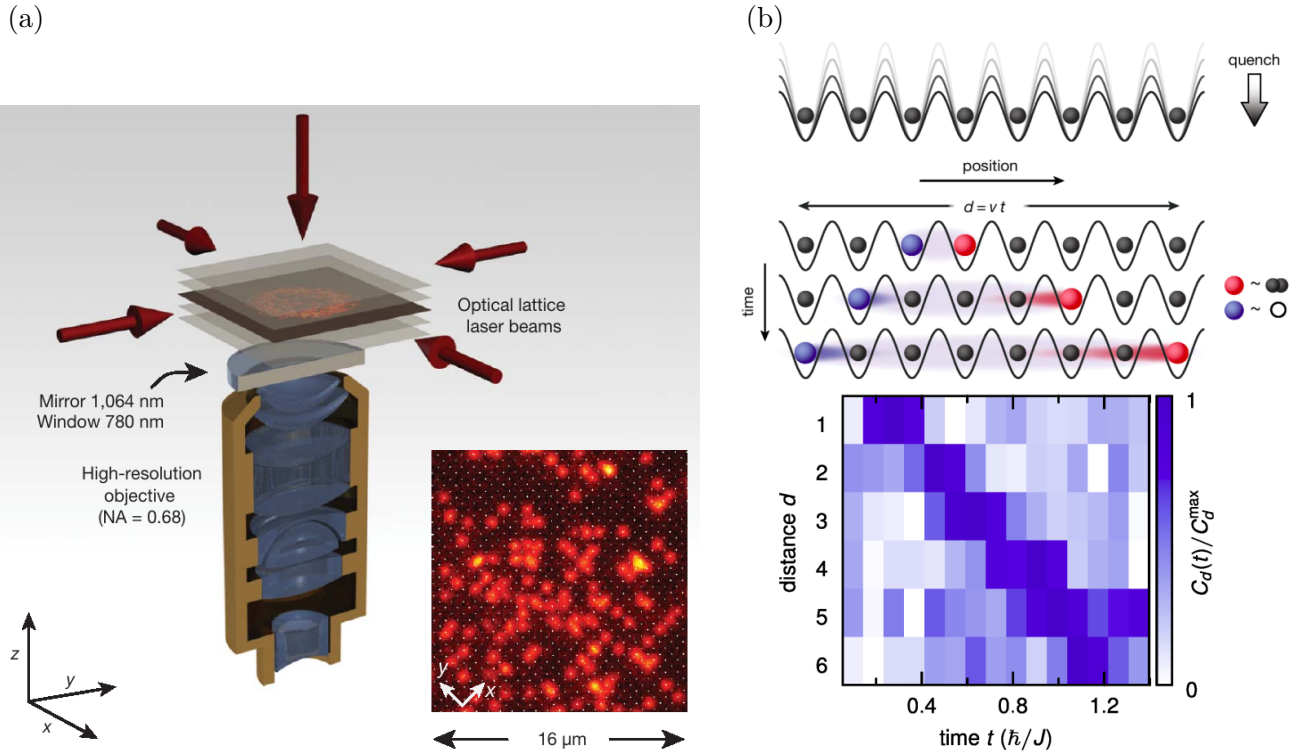 (a)
Optical lattice
laser beams
Mirror 1,064 nm
Window 780 nm
High-resolution
objective
(NA = 0.68)
z
y
x
y
x
16 µm
(b)
quench
position
d = v t
time
~
~
1
2
3
4
5
6
distance d
0.4
0.8
1.2
time t (ħ/J)
1
0
C_d(t) / C_d^max